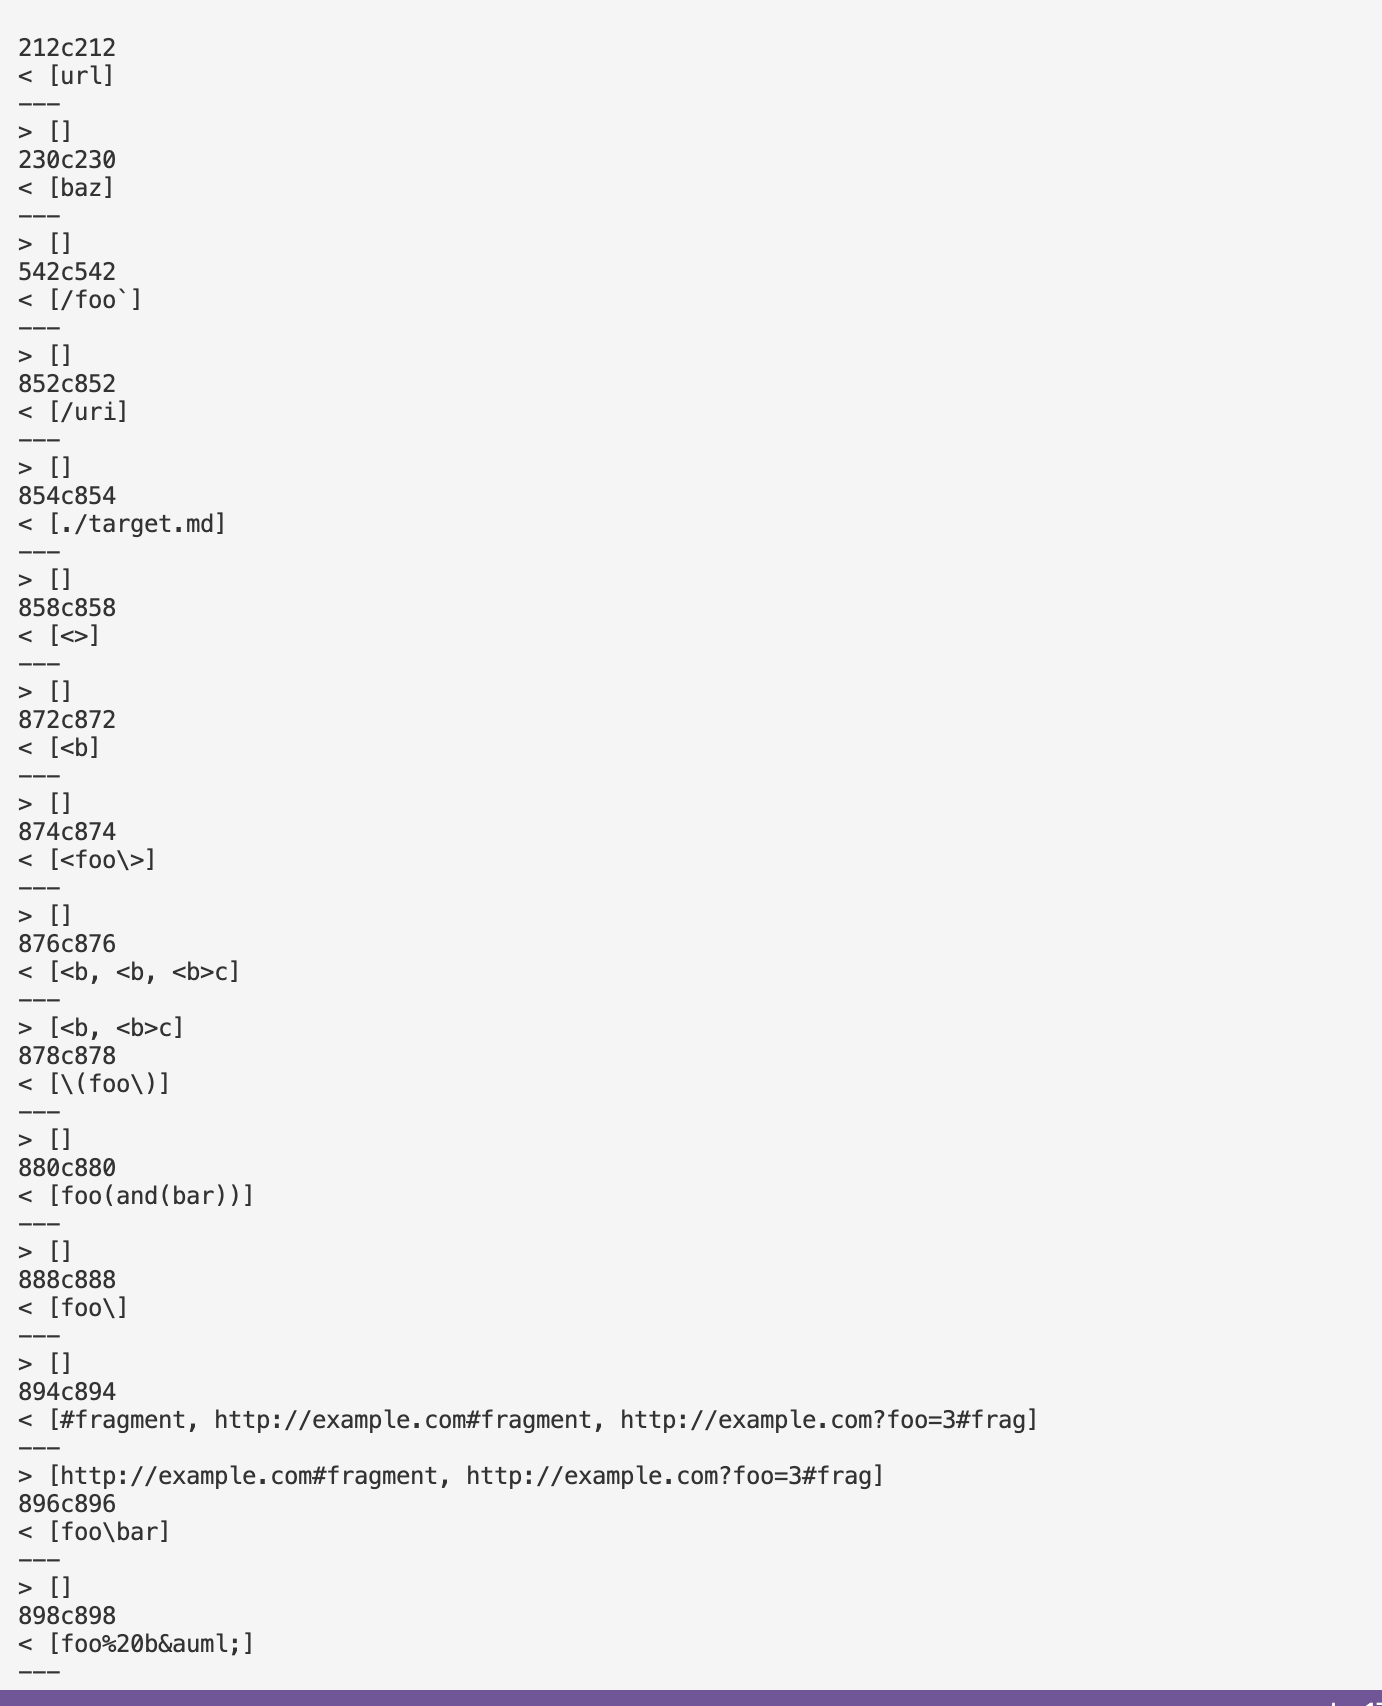 212c212
< [url]
---
> []
230c230
< [baz]
---
> []
542c542
< [/foo`]
---
> []
852c852
< [/uri]
---
> []
854c854
< [./target.md]
---
> []
858c858
< [<>]
---
> []
872c872
< [<b]
---
> []
874c874
< [<foo\>]
---
> []
876c876
< [<b, <b, <b>c]
---
> [<b, <b>c]
878c878
< [\(foo\)]
---
> []
880c880
< [foo(and(bar))]
---
> []
888c888
< [foo\]
---
> []
894c894
< [#fragment, http://example.com#fragment, http://example.com?foo=3#frag]
---
> [http://example.com#fragment, http://example.com?foo=3#frag]
896c896
< [foo\bar]
---
> []
898c898
< [foo%20b&auml;]
---